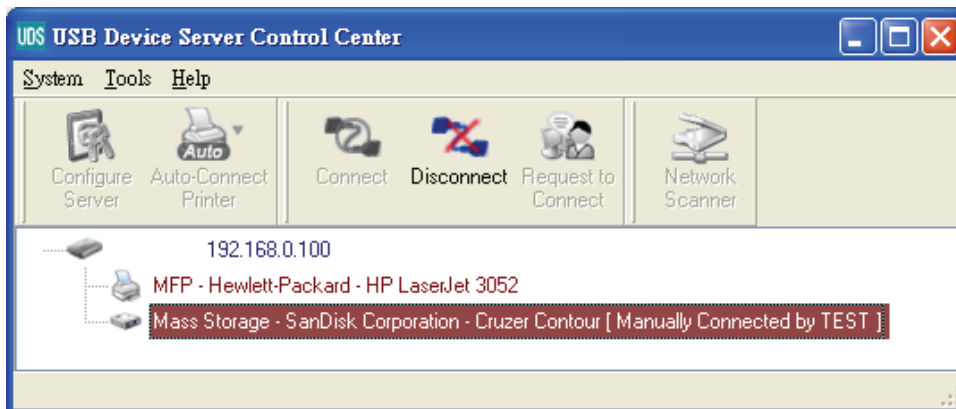 UDS USB Device Server Control Center
System Tools Help
Configure Server
Auto
Auto-Connect Printer
Connect
Disconnect
Request to Connect
Network Scanner
192.168.0.100
MFP - Hewlett-Packard - HP LaserJet 3052
Mass Storage - SanDisk Corporation - Cruzer Contour [ Manually Connected by TEST ]